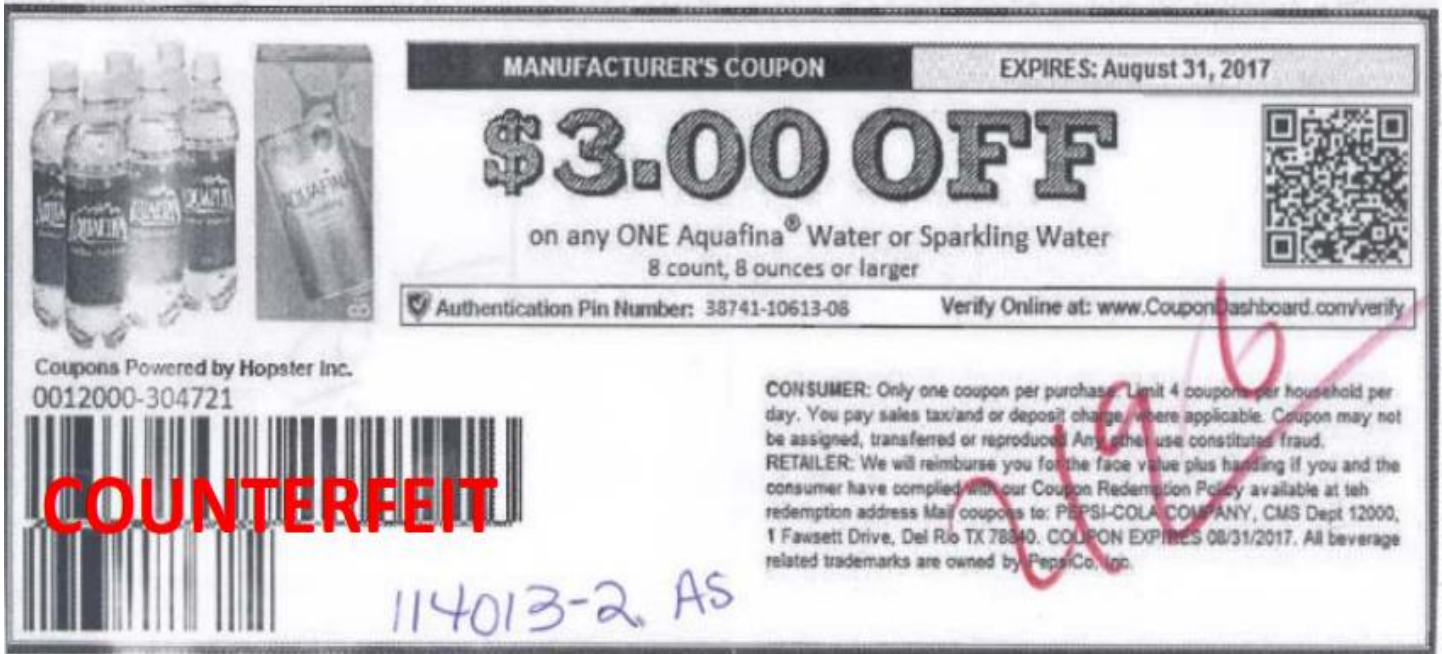 MANUFACTURER'S COUPON
EXPIRES: August 31, 2017
$3.00 OFF
on any ONE Aquafina® Water or Sparkling Water
8 count, 8 ounces or larger
Authentication Pin Number: 38741-10613-08
Verify Online at: www.CouponDashboard.com/verify
AQUAFINA
Coupons Powered by Hopster Inc.
0012000-304721
COUNTERFEIT
CONSUMER: Only one coupon per purchase. Limit 4 coupons per household per
day. You pay sales tax/and or deposit charge, where applicable. Coupon may not
be assigned, transferred or reproduced Any other use constitutes fraud.
RETAILER: We will reimburse you for the face value plus handling if you and the
consumer have complied with our Coupon Redemption Policy available at teh
redemption address Mail coupons to: PEPSI-COLA COMPANY, CMS Dept 12000,
1 Fawsett Drive, Del Rio TX 78840. COUPON EXPIRES 08/31/2017. All beverage
related trademarks are owned by PepsiCo, Inc.
114013-2 AS